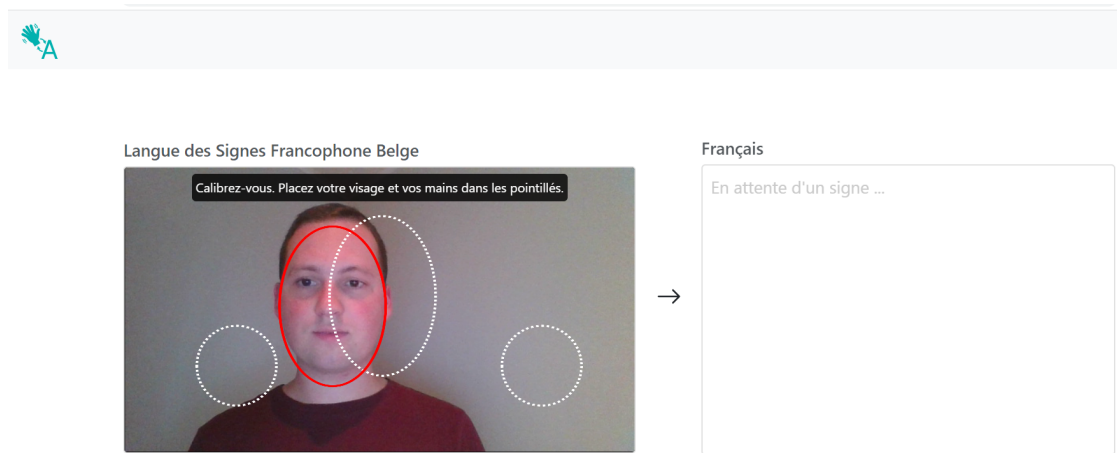 A
Langue des Signes Francophone Belge
Français
Calibrez-vous. Placez votre visage et vos mains dans les pointillés.
En attente d'un signe ...